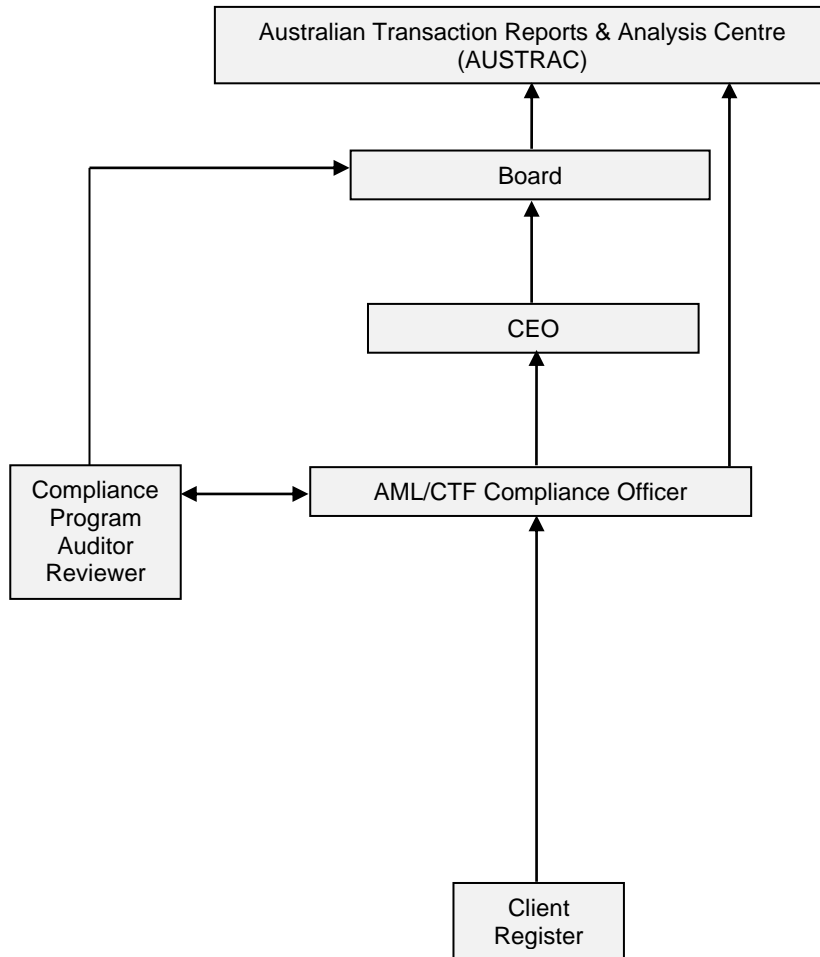 Australian Transaction Reports & Analysis Centre
(AUSTRAC)
Board
CEO
Compliance
Program
Auditor
Reviewer
AML/CTF Compliance Officer
Client
Register